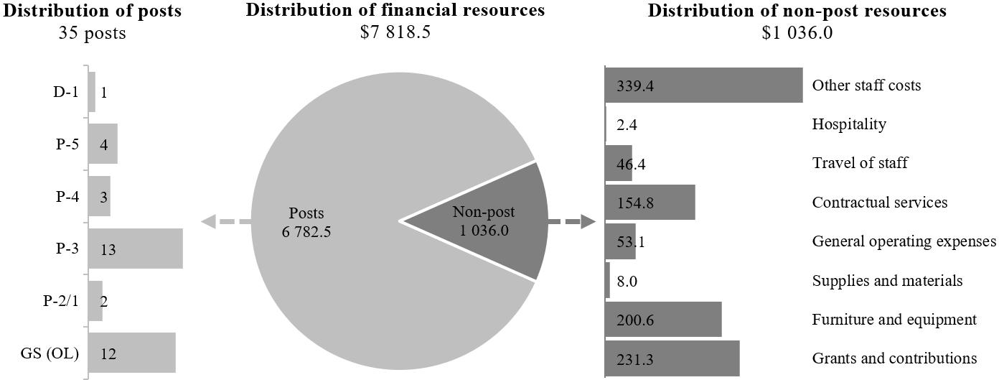 Distribution of posts
35 posts
D-1 1
P-5 4
P-4 3
P-3 13
P-2/1 2
GS (OL) 12
Distribution of financial resources
$7 818.5
Posts
6 782.5
Non-post
1 036.0
Distribution of non-post resources
$1 036.0
339.4 Other staff costs
2.4 Hospitality
46.4 Travel of staff
154.8 Contractual services
53.1 General operating expenses
8.0 Supplies and materials
200.6 Furniture and equipment
231.3 Grants and contributions